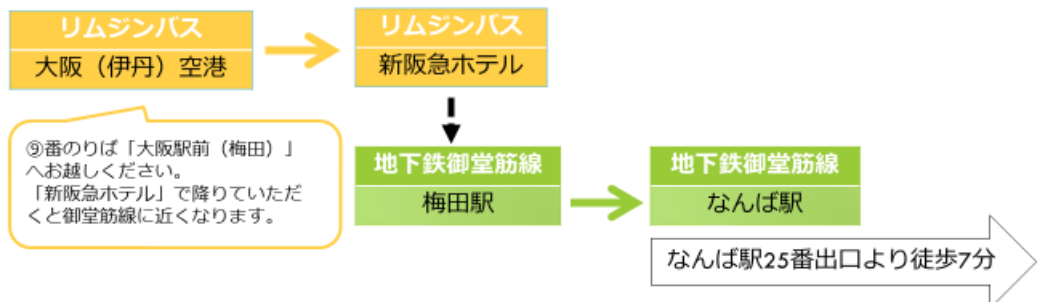 リムジンバス
大阪（伊丹）空港
リムジンバス
新阪急ホテル
⑨番のりば「大阪駅前（梅田）」
へお越しください。
「新阪急ホテル」で降りていただ
くと御堂筋線に近くなります。
地下鉄御堂筋線
梅田駅
地下鉄御堂筋線
なんば駅
なんば駅25番出口より徒歩7分